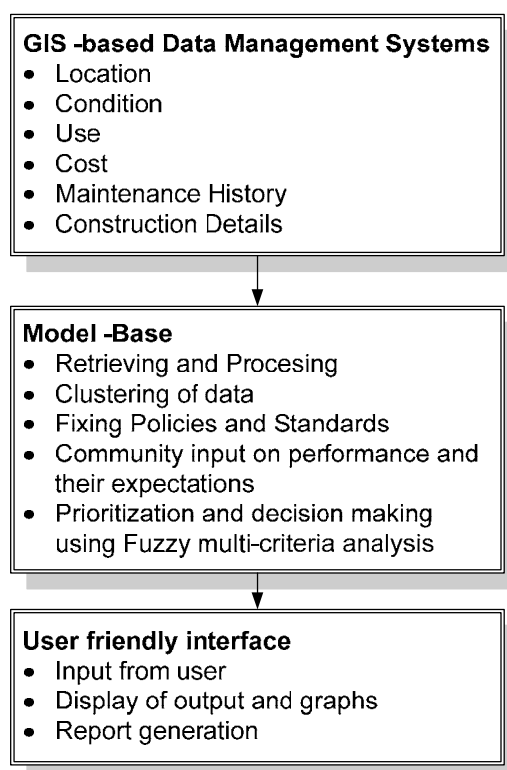 GIS -based Data Management Systems
• Location
• Condition
• Use
• Cost
• Maintenance History
• Construction Details
Model -Base
• Retrieving and Procesing
• Clustering of data
• Fixing Policies and Standards
• Community input on performance and
their expectations
• Prioritization and decision making
using Fuzzy multi-criteria analysis
User friendly interface
• Input from user
• Display of output and graphs
• Report generation